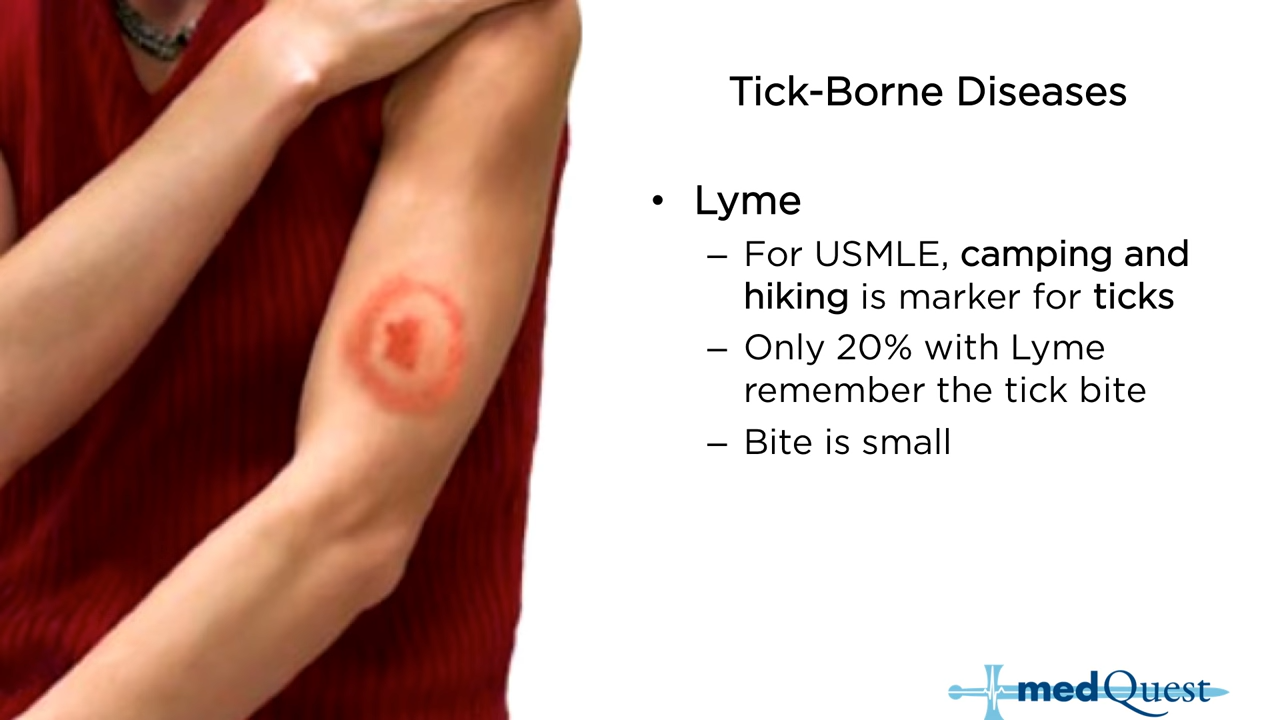 Tick-Borne Diseases
• Lyme
– For USMLE, camping and
hiking is marker for ticks
– Only 20% with Lyme
remember the tick bite
– Bite is small
medQuest